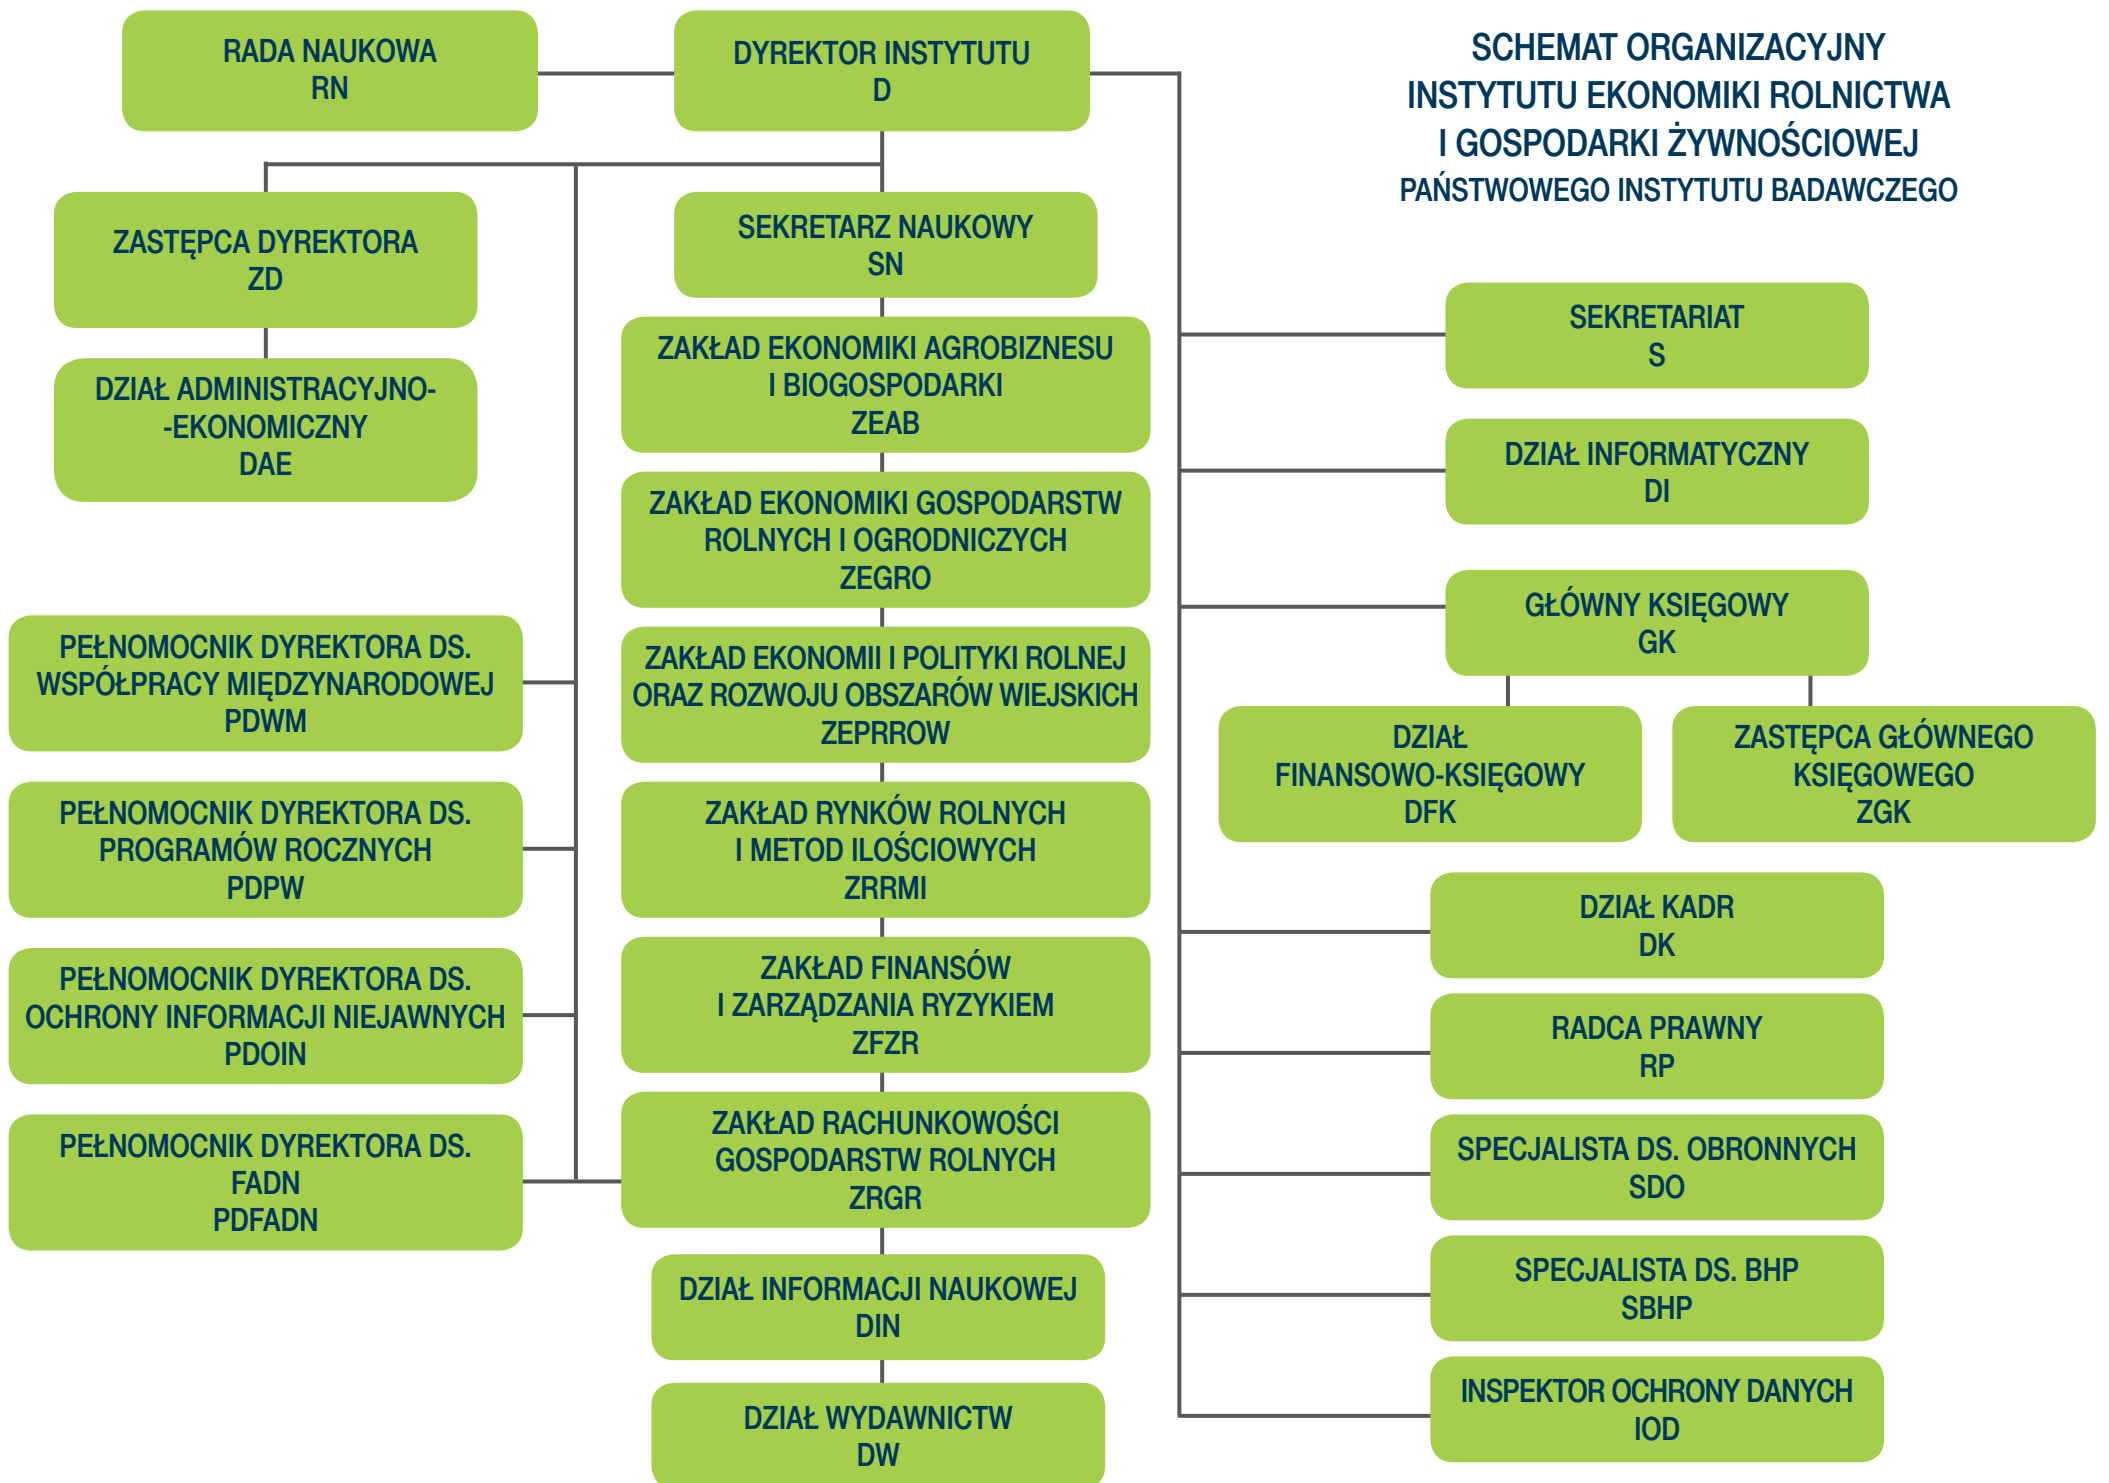 RADA NAUKOWA
RN
DYREKTOR INSTYTUTU
D
SCHEMAT ORGANIZACYJNY
INSTYTUTU EKONOMIKI ROLNICTWA
I GOSPODARKI ŻYWNOŚCIOWEJ
PAŃSTWOWEGO INSTYTUTU BADAWCZEGO
ZASTĘPCA DYREKTORA
ZD
DZIAŁ ADMINISTRACYJNO-
-EKONOMICZNY
DAE
PEŁNOMOCNIK DYREKTORA DS.
WSPÓŁPRACY MIĘDZYNARODOWEJ
PDWM
PEŁNOMOCNIK DYREKTORA DS.
PROGRAMÓW ROCZNYCH
PDPW
PEŁNOMOCNIK DYREKTORA DS.
OCHRONY INFORMACJI NIEJAWNYCH
PDOIN
PEŁNOMOCNIK DYREKTORA DS.
FADN
PDFADN
SEKRETARZ NAUKOWY
SN
ZAKŁAD EKONOMIKI AGROBIZNESU
I BIOGOSPODARKI
ZEAB
ZAKŁAD EKONOMIKI GOSPODARSTW
ROLNYCH I OGRODNICZYCH
ZEGRO
ZAKŁAD EKONOMII I POLITYKI ROLNEJ
ORAZ ROZWOJU OBSZARÓW WIEJSKICH
ZEPRROW
ZAKŁAD RYNKÓW ROLNYCH
I METOD ILOŚCIOWYCH
ZRRMI
ZAKŁAD FINANSÓW
I ZARZĄDZANIA RYZYKIEM
ZFZR
ZAKŁAD RACHUNKOWOŚCI
GOSPODARSTW ROLNYCH
ZRGR
DZIAŁ INFORMACJI NAUKOWEJ
DIN
DZIAŁ WYDAWNICTW
DW
SEKRETARIAT
S
DZIAŁ INFORMATYCZNY
DI
GŁÓWNY KSIĘGOWY
GK
DZIAŁ
FINANSOWO-KSIĘGOWY
DFK
ZASTĘPCA GŁÓWNEGO
KSIĘGOWEGO
ZGK
DZIAŁ KADR
DK
RADCA PRAWNY
RP
SPECJALISTA DS. OBRONNYCH
SDO
SPECJALISTA DS. BHP
SBHP
INSPEKTOR OCHRONY DANYCH
IOD